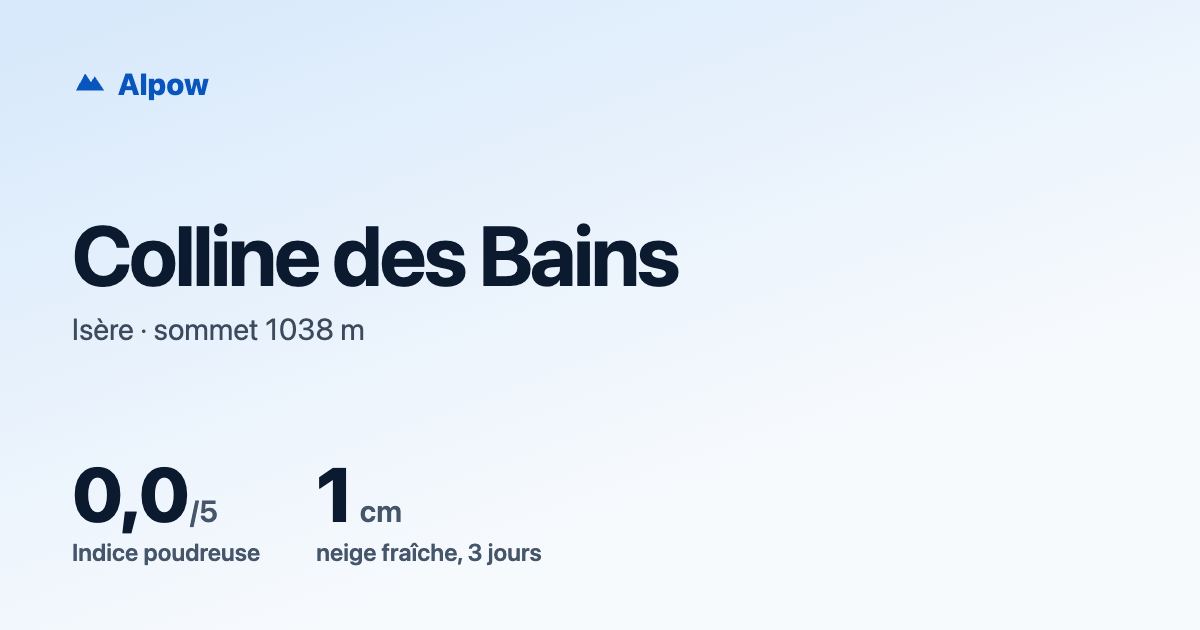 Alpow
Colline des Bains
Isère · sommet 1038 m
0,0/5
Indice poudreuse
1 cm
neige fraîche, 3 jours